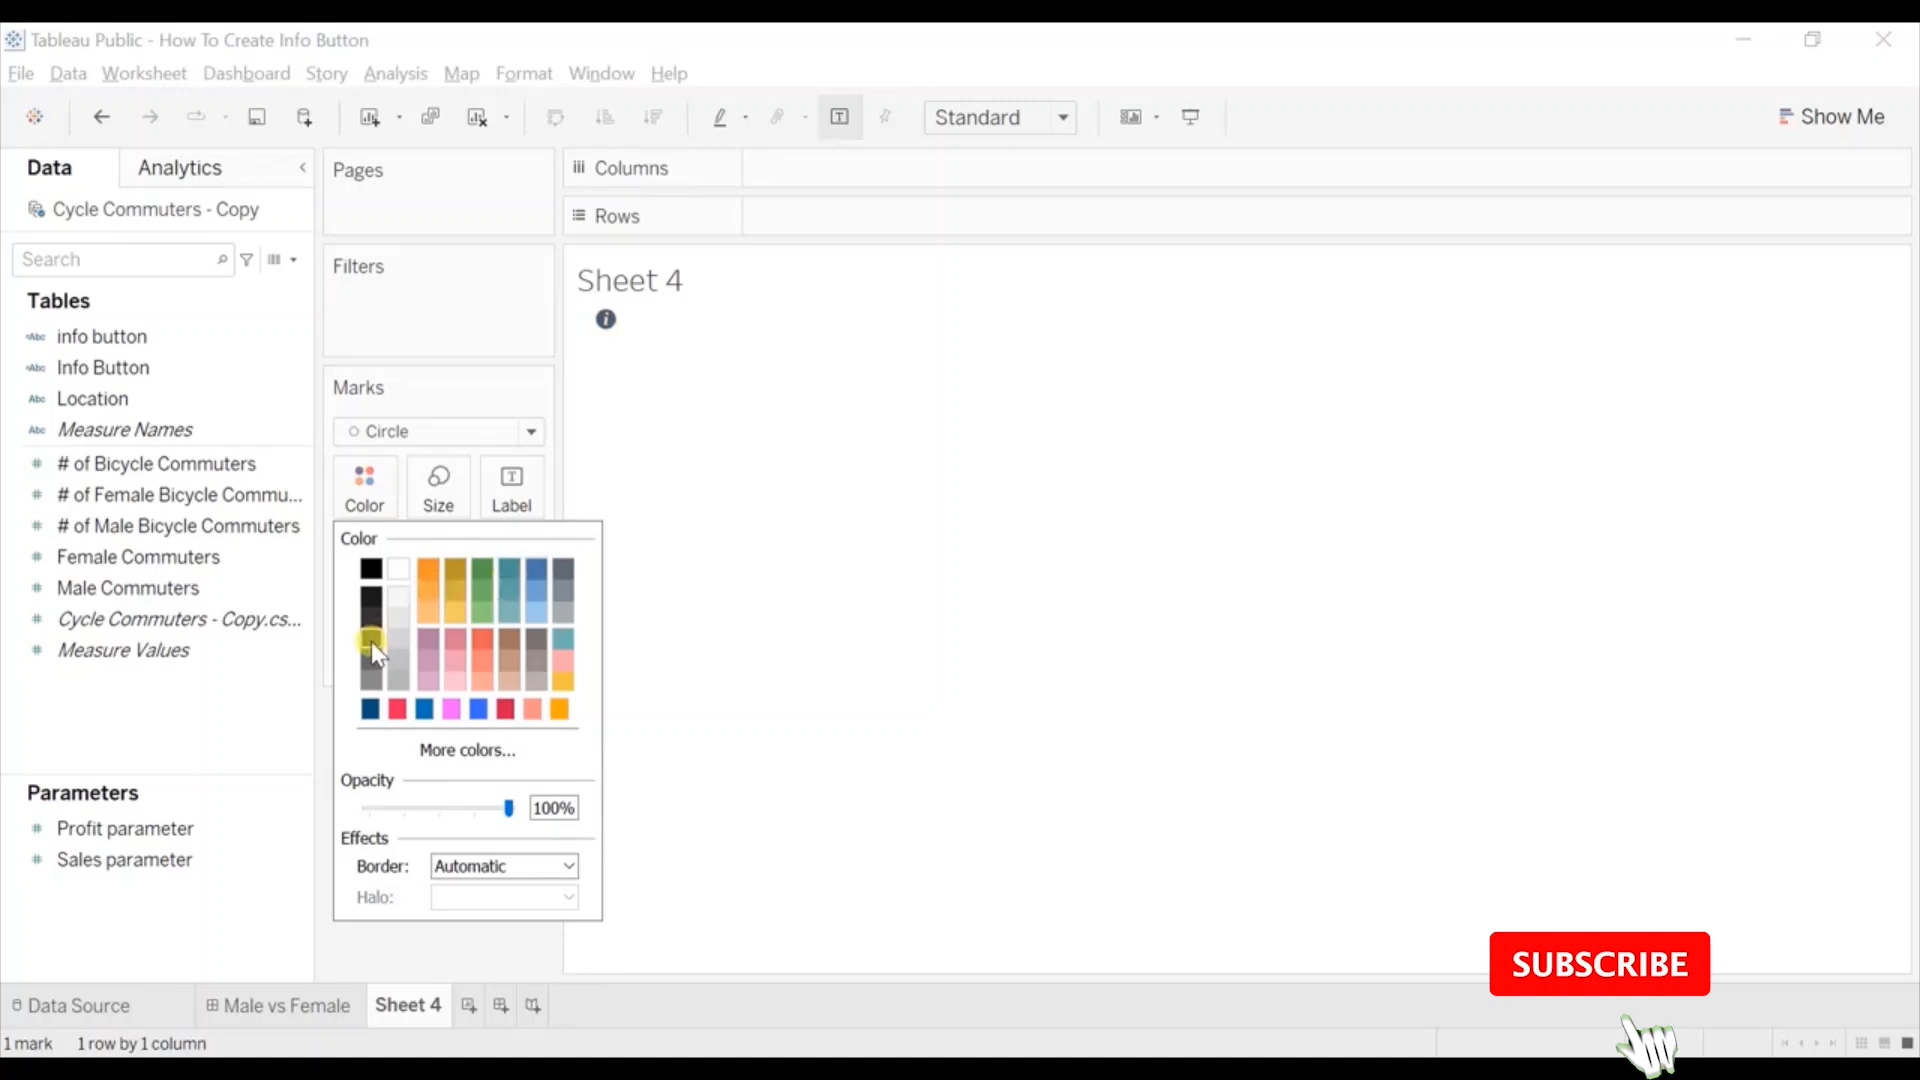 Tableau Public - How To Create Info Button
File Data Worksheet Dashboard Story Analysis Map Format Window Help
Standard
Show Me
Data
Analytics
Cycle Commuters - Copy
Search
Tables
Abc info button
Abc Info Button
Abc Location
Abc Measure Names
# # of Bicycle Commuters
# # of Female Bicycle Commu...
# # of Male Bicycle Commuters
# Female Commuters
# Male Commuters
# Cycle Commuters - Copy.cs...
# Measure Values
Parameters
# Profit parameter
# Sales parameter
Pages
Filters
Marks
Circle
Color Size Label
Color
More colors...
Opacity
100%
Effects
Border: Automatic
Halo:
Columns
Rows
Sheet 4
i
SUBSCRIBE
Data Source Male vs Female Sheet 4
1 mark 1 row by 1 column